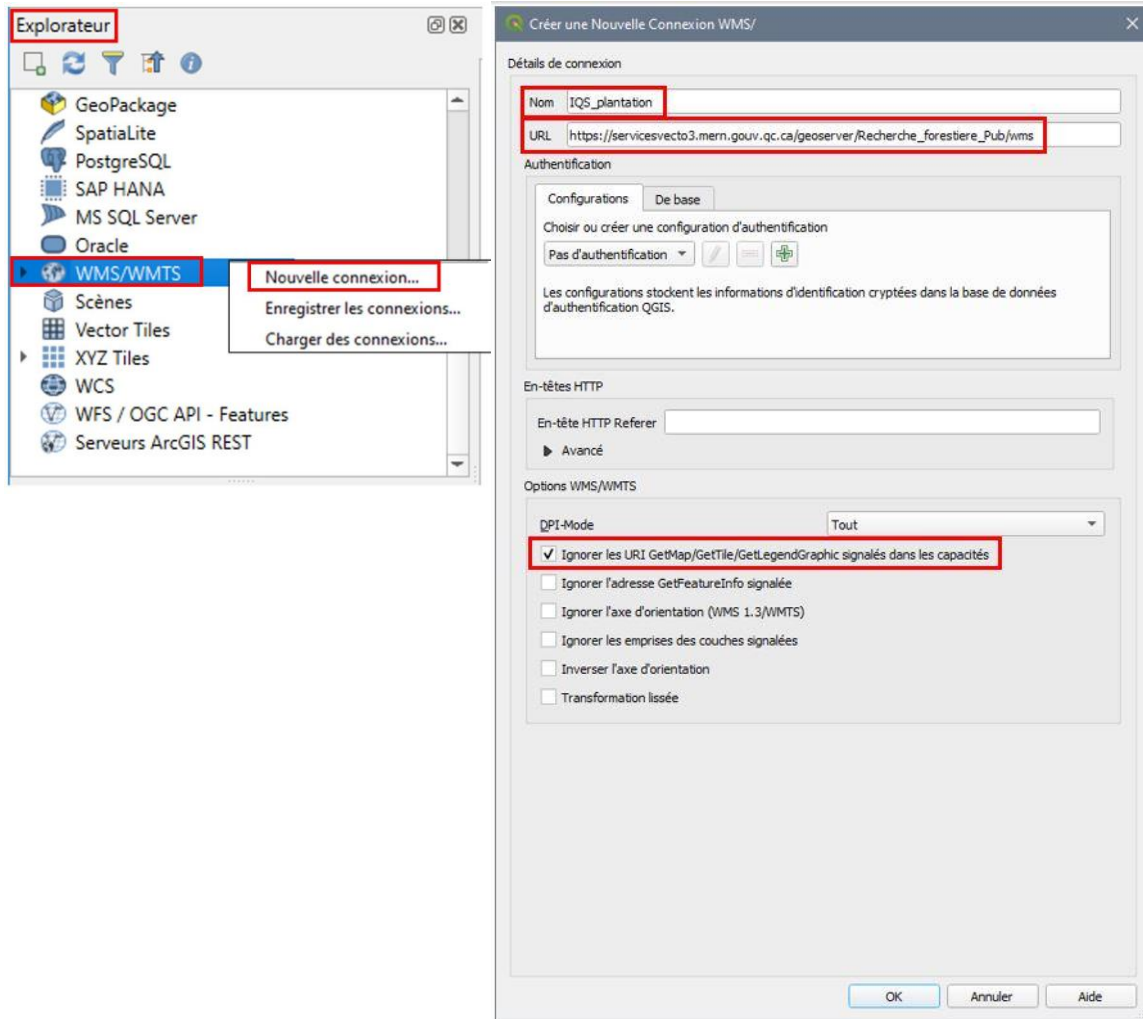 Explorateur
GeoPackage
SpatiaLite
PostgreSQL
SAP HANA
MS SQL Server
Oracle
WMS/WMTS
Scènes
Vector Tiles
XYZ Tiles
WCS
WFS / OGC API - Features
Serveurs ArcGIS REST
Nouvelle connexion...
Enregistrer les connexions...
Charger des connexions...
Créer une Nouvelle Connexion WMS/
Détails de connexion
Nom IQS_plantation
URL https://servicesvecto3.mern.gouv.qc.ca/geoserver/Recherche_forestiere_Pub/wms
Authentification
Configurations De base
Choisir ou créer une configuration d'authentification
Pas d'authentification
Les configurations stockent les informations d'identification cryptées dans la base de données
d'authentification QGIS.
En-têtes HTTP
En-tête HTTP Referer
Avancé
Options WMS/WMTS
DPI-Mode Tout
Ignorer les URI GetMap/GetTile/GetLegendGraphic signalés dans les capacités
Ignorer l'adresse GetFeatureInfo signalée
Ignorer l'axe d'orientation (WMS 1.3/WMTS)
Ignorer les emprises des couches signalées
Inverser l'axe d'orientation
Transformation lissée
OK Annuler Aide